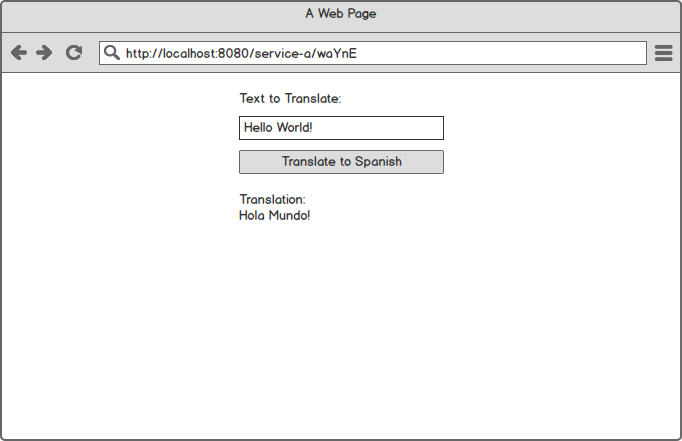 A Web Page
http://localhost:8080/service-a/waYnE
Text to Translate:
Hello World!
Translate to Spanish
Translation:
Hola Mundo!